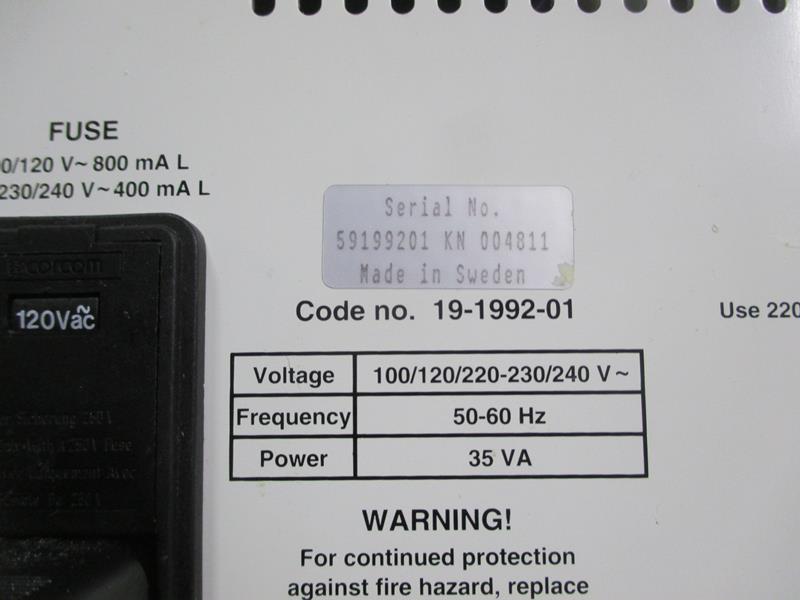 FUSE
0/120 V~ 800 mA L
230/240 V~ 400 mA L
corcom
120Vac
Serial No.
59199201 KN 004811
Made in Sweden
Code no. 19-1992-01
Use 220
Voltage 100/120/220-230/240 V~
Frequency 50-60 Hz
Power 35 VA
WARNING!
For continued protection
against fire hazard, replace